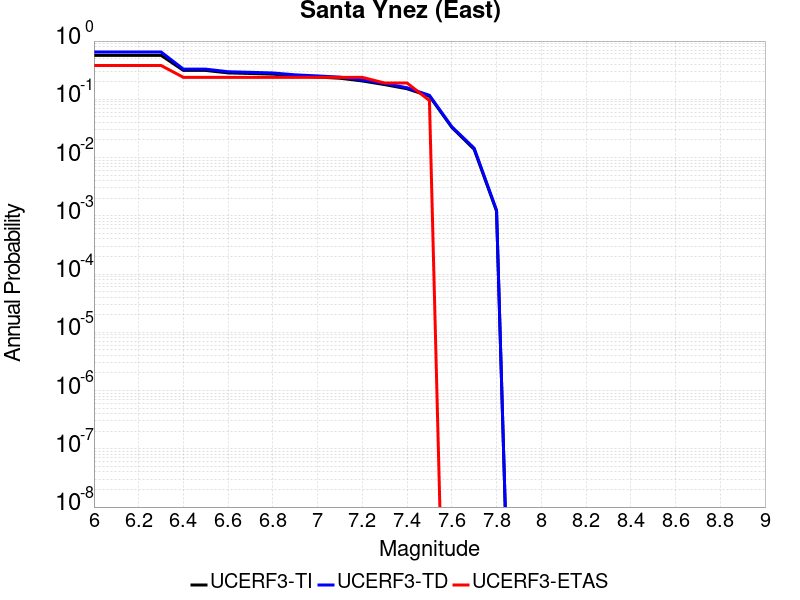 Santa Ynez (East)
10^0
10^-1
10^-2
10^-3
10^-4
10^-5
10^-6
10^-7
10^-8
Annual Probability
6 6.2 6.4 6.6 6.8 7 7.2 7.4 7.6 7.8 8 8.2 8.4 8.6 8.8 9
Magnitude
UCERF3-TI UCERF3-TD UCERF3-ETAS